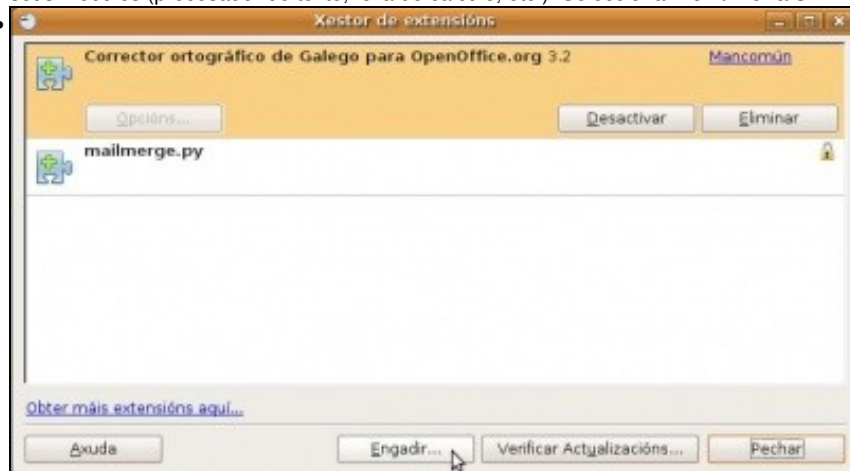 Xestor de extensións
Corrector ortográfico de Galego para OpenOffice.org 3.2 Mancomún
Opcións... Desactivar Eliminar
mailmerge.py
Obter máis extensións aquí...
Axuda Engadir... Verificar Actualizacións... Pechar